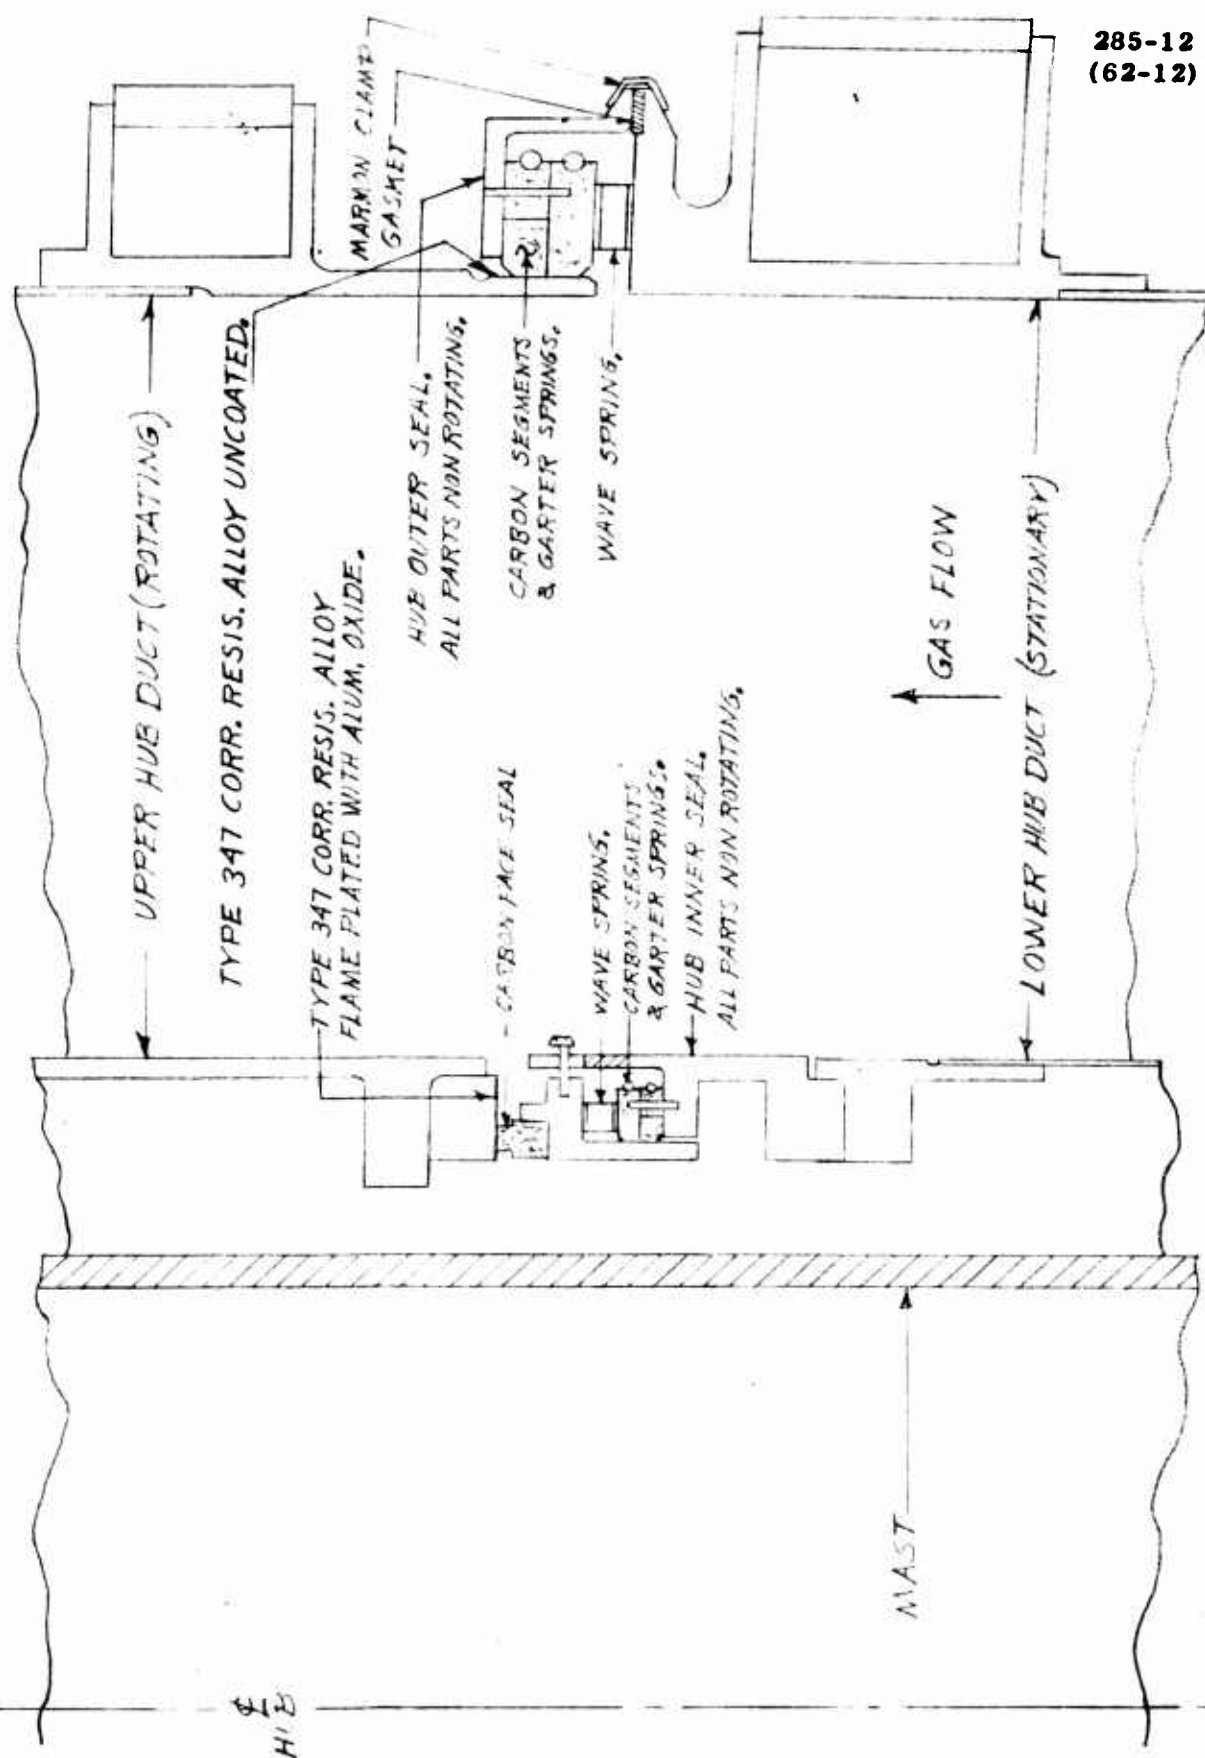 285-12
(62-12)
MARMON CLAMP
GASKET
UPPER HUB DUCT (ROTATING)
TYPE 347 CORR. RESIS. ALLOY UNCOATED.
TYPE 347 CORR. RESIS. ALLOY
FLAME PLATED WITH ALUM. OXIDE.
HUB OUTER SEAL.
ALL PARTS NON ROTATING.
CARBON SEGMENTS
& GARTER SPRINGS.
WAVE SPRING.
CARBON FACE SEAL
WAVE SPRING.
CARBON SEGMENTS
& GARTER SPRINGS.
HUB INNER SEAL.
ALL PARTS NON ROTATING.
GAS FLOW
LOWER HUB DUCT (STATIONARY)
MAST
℄
HUB